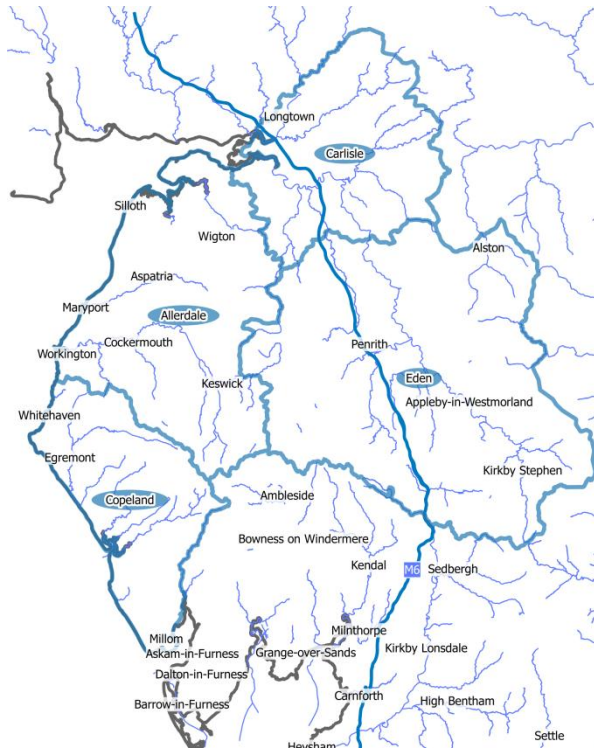 Longtown
Carlisle
Silloth
Wigton
Alston
Aspatria
Maryport
Allerdale
Cockermouth
Penrith
Workington
Eden
Keswick
Appleby-in-Westmorland
Whitehaven
Egremont
Kirkby Stephen
Copeland
Ambleside
Bowness on Windermere
Kendal
M6
Sedbergh
Millom
Milnthorpe
Askam-in-Furness
Grange-over-Sands
Kirkby Lonsdale
Dalton-in-Furness
Carnforth
High Bentham
Barrow-in-Furness
Settle
Heysham